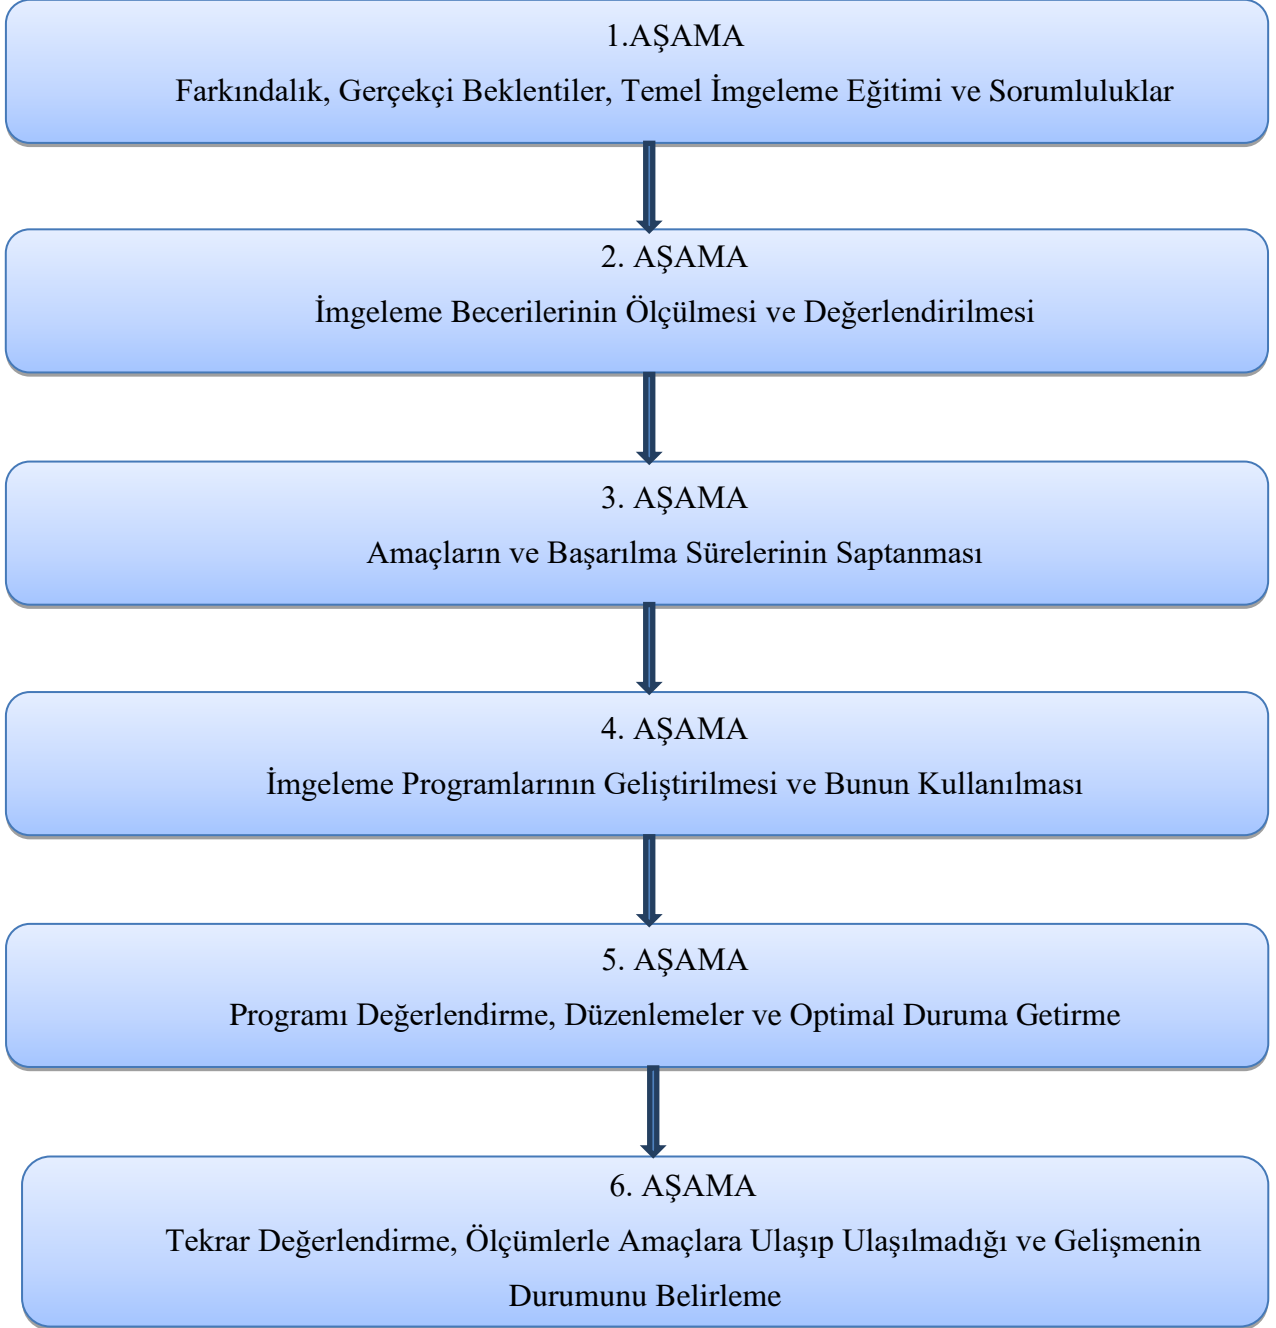 1.AŞAMA
Farkındalık, Gerçekçi Beklentiler, Temel İmgeleme Eğitimi ve Sorumluluklar
2. AŞAMA
İmgeleme Becerilerinin Ölçülmesi ve Değerlendirilmesi
3. AŞAMA
Amaçların ve Başarılma Sürelerinin Saptanması
4. AŞAMA
İmgeleme Programlarının Geliştirilmesi ve Bunun Kullanılması
5. AŞAMA
Programı Değerlendirme, Düzenlemeler ve Optimal Duruma Getirme
6. AŞAMA
Tekrar Değerlendirme, Ölçümlerle Amaçlara Ulaşıp Ulaşılmadığı ve Gelişmenin
Durumunu Belirleme